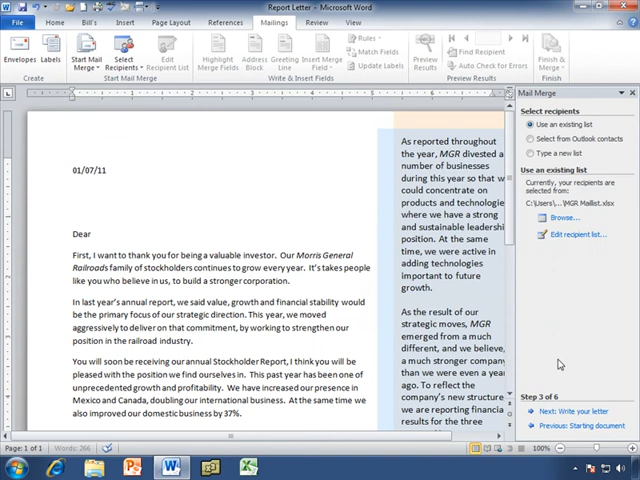 Report Letter - Microsoft Word
File
Home
Bill's
Insert
Page Layout
References
Mailings
Review
View
Envelopes
Labels
Start Mail
Merge
Select
Recipients
Edit
Recipient List
Highlight
Merge Fields
Address
Block
Greeting
Line
Insert Merge
Field
Rules
Match Fields
Update Labels
Preview
Results
Find Recipient
Auto Check for Errors
Finish &
Merge
Create
Start Mail Merge
Write & Insert Fields
Preview Results
Finish
01/07/11
Dear
First, I want to thank you for being a valuable investor. Our Morris General
Railroads family of stockholders continues to grow every year. It's takes people
like you who believe in us, to build a stronger corporation.
In last year's annual report, we said value, growth and financial stability would
be the primary focus of our strategic direction. This year, we moved
aggressively to deliver on that commitment, by working to strengthen our
position in the railroad industry.
You will soon be receiving our annual Stockholder Report, I think you will be
pleased with the position we find ourselves in. This past year has been one of
unprecedented growth and profitability. We have increased our presence in
Mexico and Canada, doubling our international business. At the same time we
also improved our domestic business by 37%.
As reported throughout
the year, MGR divested a
number of businesses
during this year so that w
could concentrate on
products and technologie
where we have a strong
and sustainable leadershi
position. At the same
time, we were active in
adding technologies
important to future
growth.
As the result of our
strategic moves, MGR
emerged from a much
different, and we believe,
a much stronger company
than we were even a year
ago. To reflect the
company's new structure
we are reporting financia
results for the three
Mail Merge
Select recipients
Use an existing list
Select from Outlook contacts
Type a new list
Use an existing list
Currently, your recipients are
selected from:
C:\Users\...\MGR Maillist.xlsx
Browse...
Edit recipient list...
Step 3 of 6
Next: Write your letter
Previous: Starting document
Page: 1 of 1
Words: 266
100%